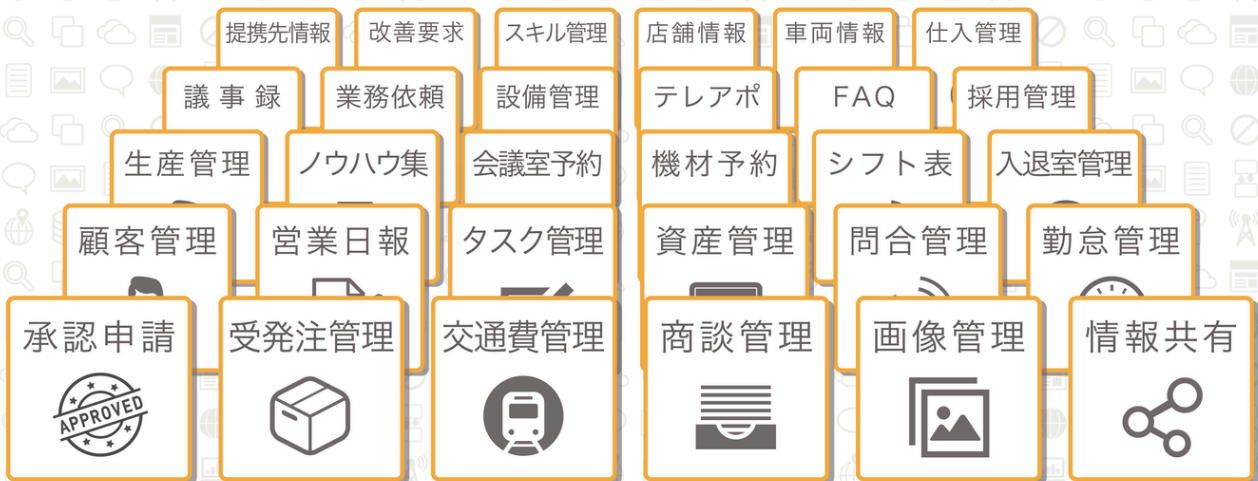 提携先情報
改善要求
スキル管理
店舗情報
車両情報
仕入管理
議事録
業務依頼
設備管理
テレアポ
FAQ
採用管理
生産管理
ノウハウ集
会議室予約
機材予約
シフト表
入退室管理
顧客管理
営業日報
タスク管理
資産管理
問合管理
勤怠管理
承認申請
受発注管理
交通費管理
商談管理
画像管理
情報共有
APPROVED